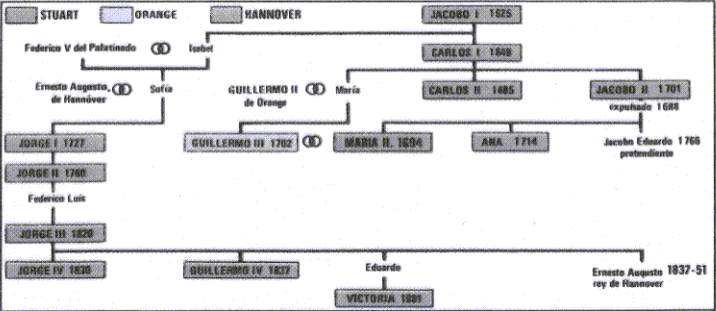 STUART ORANGE HANNOVER
JACOBO I 1625
CARLOS I 1649
Federico V del Palatinado Isabel
Ernesto Augusto, de Hannover Sofía
GUILLERMO II de Orange María
CARLOS II 1685
JACOBO II 1701
expulsado 1688
JORGE I 1727
GUILLERMO III 1702
MARIA II. 1694
ANA 1714
Jacobo Eduardo 1766
pretendiente
JORGE II 1760
Federico Luis
JORGE III 1820
JORGE IV 1830
GUILLERMO IV 1837
Eduardo
Ernesto Augusto 1837-51
rey de Hannover
VICTORIA 1901